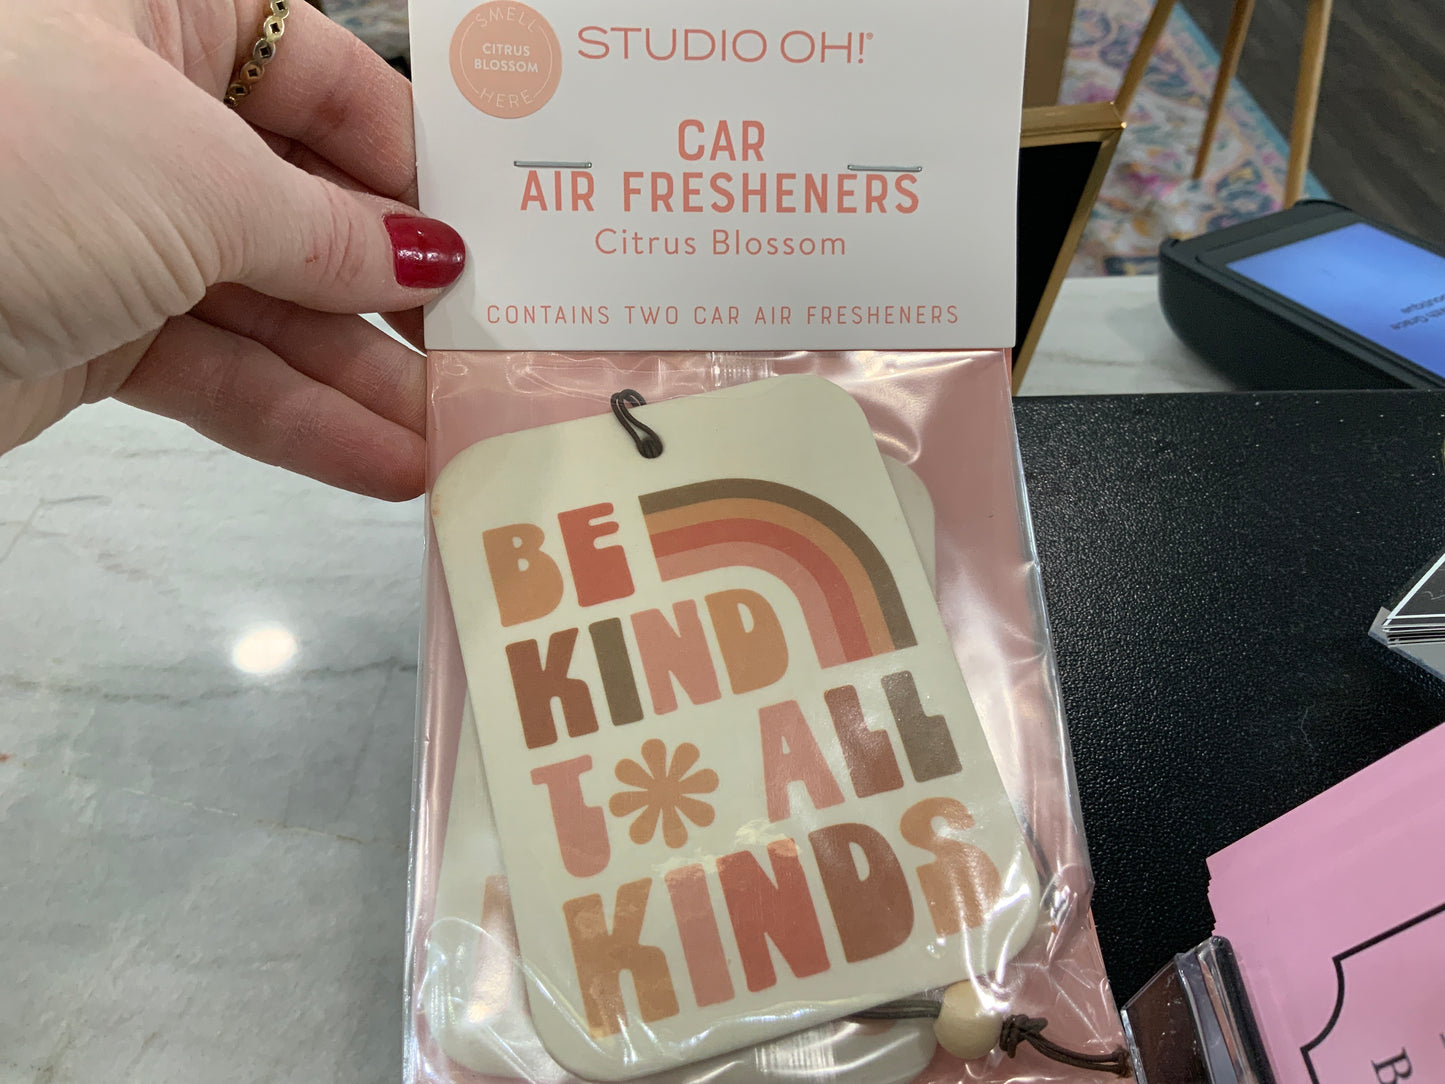 SMELL
CITRUS
BLOSSOM
HERE
STUDIO OH!®
CAR
AIR FRESHENERS
Citrus Blossom
CONTAINS TWO CAR AIR FRESHENERS
BE
KIND
TO ALL
KINDS
B